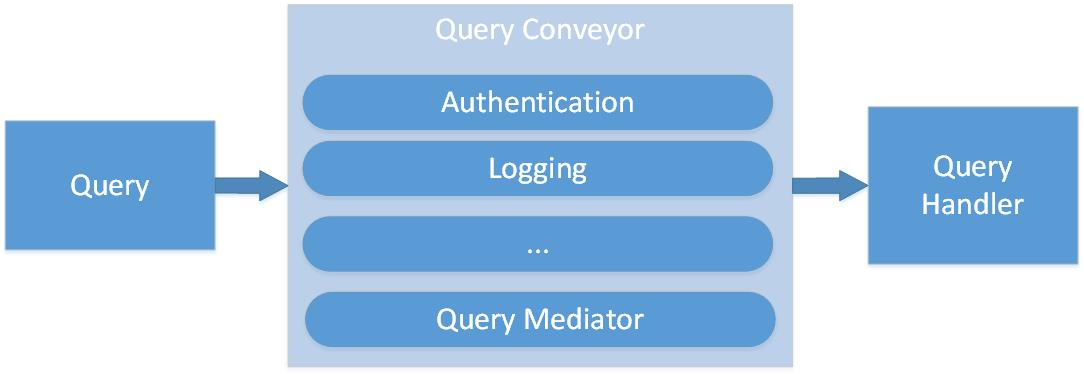 Query Conveyor
Authentication
Logging
...
Query Mediator
Query
Query
Handler